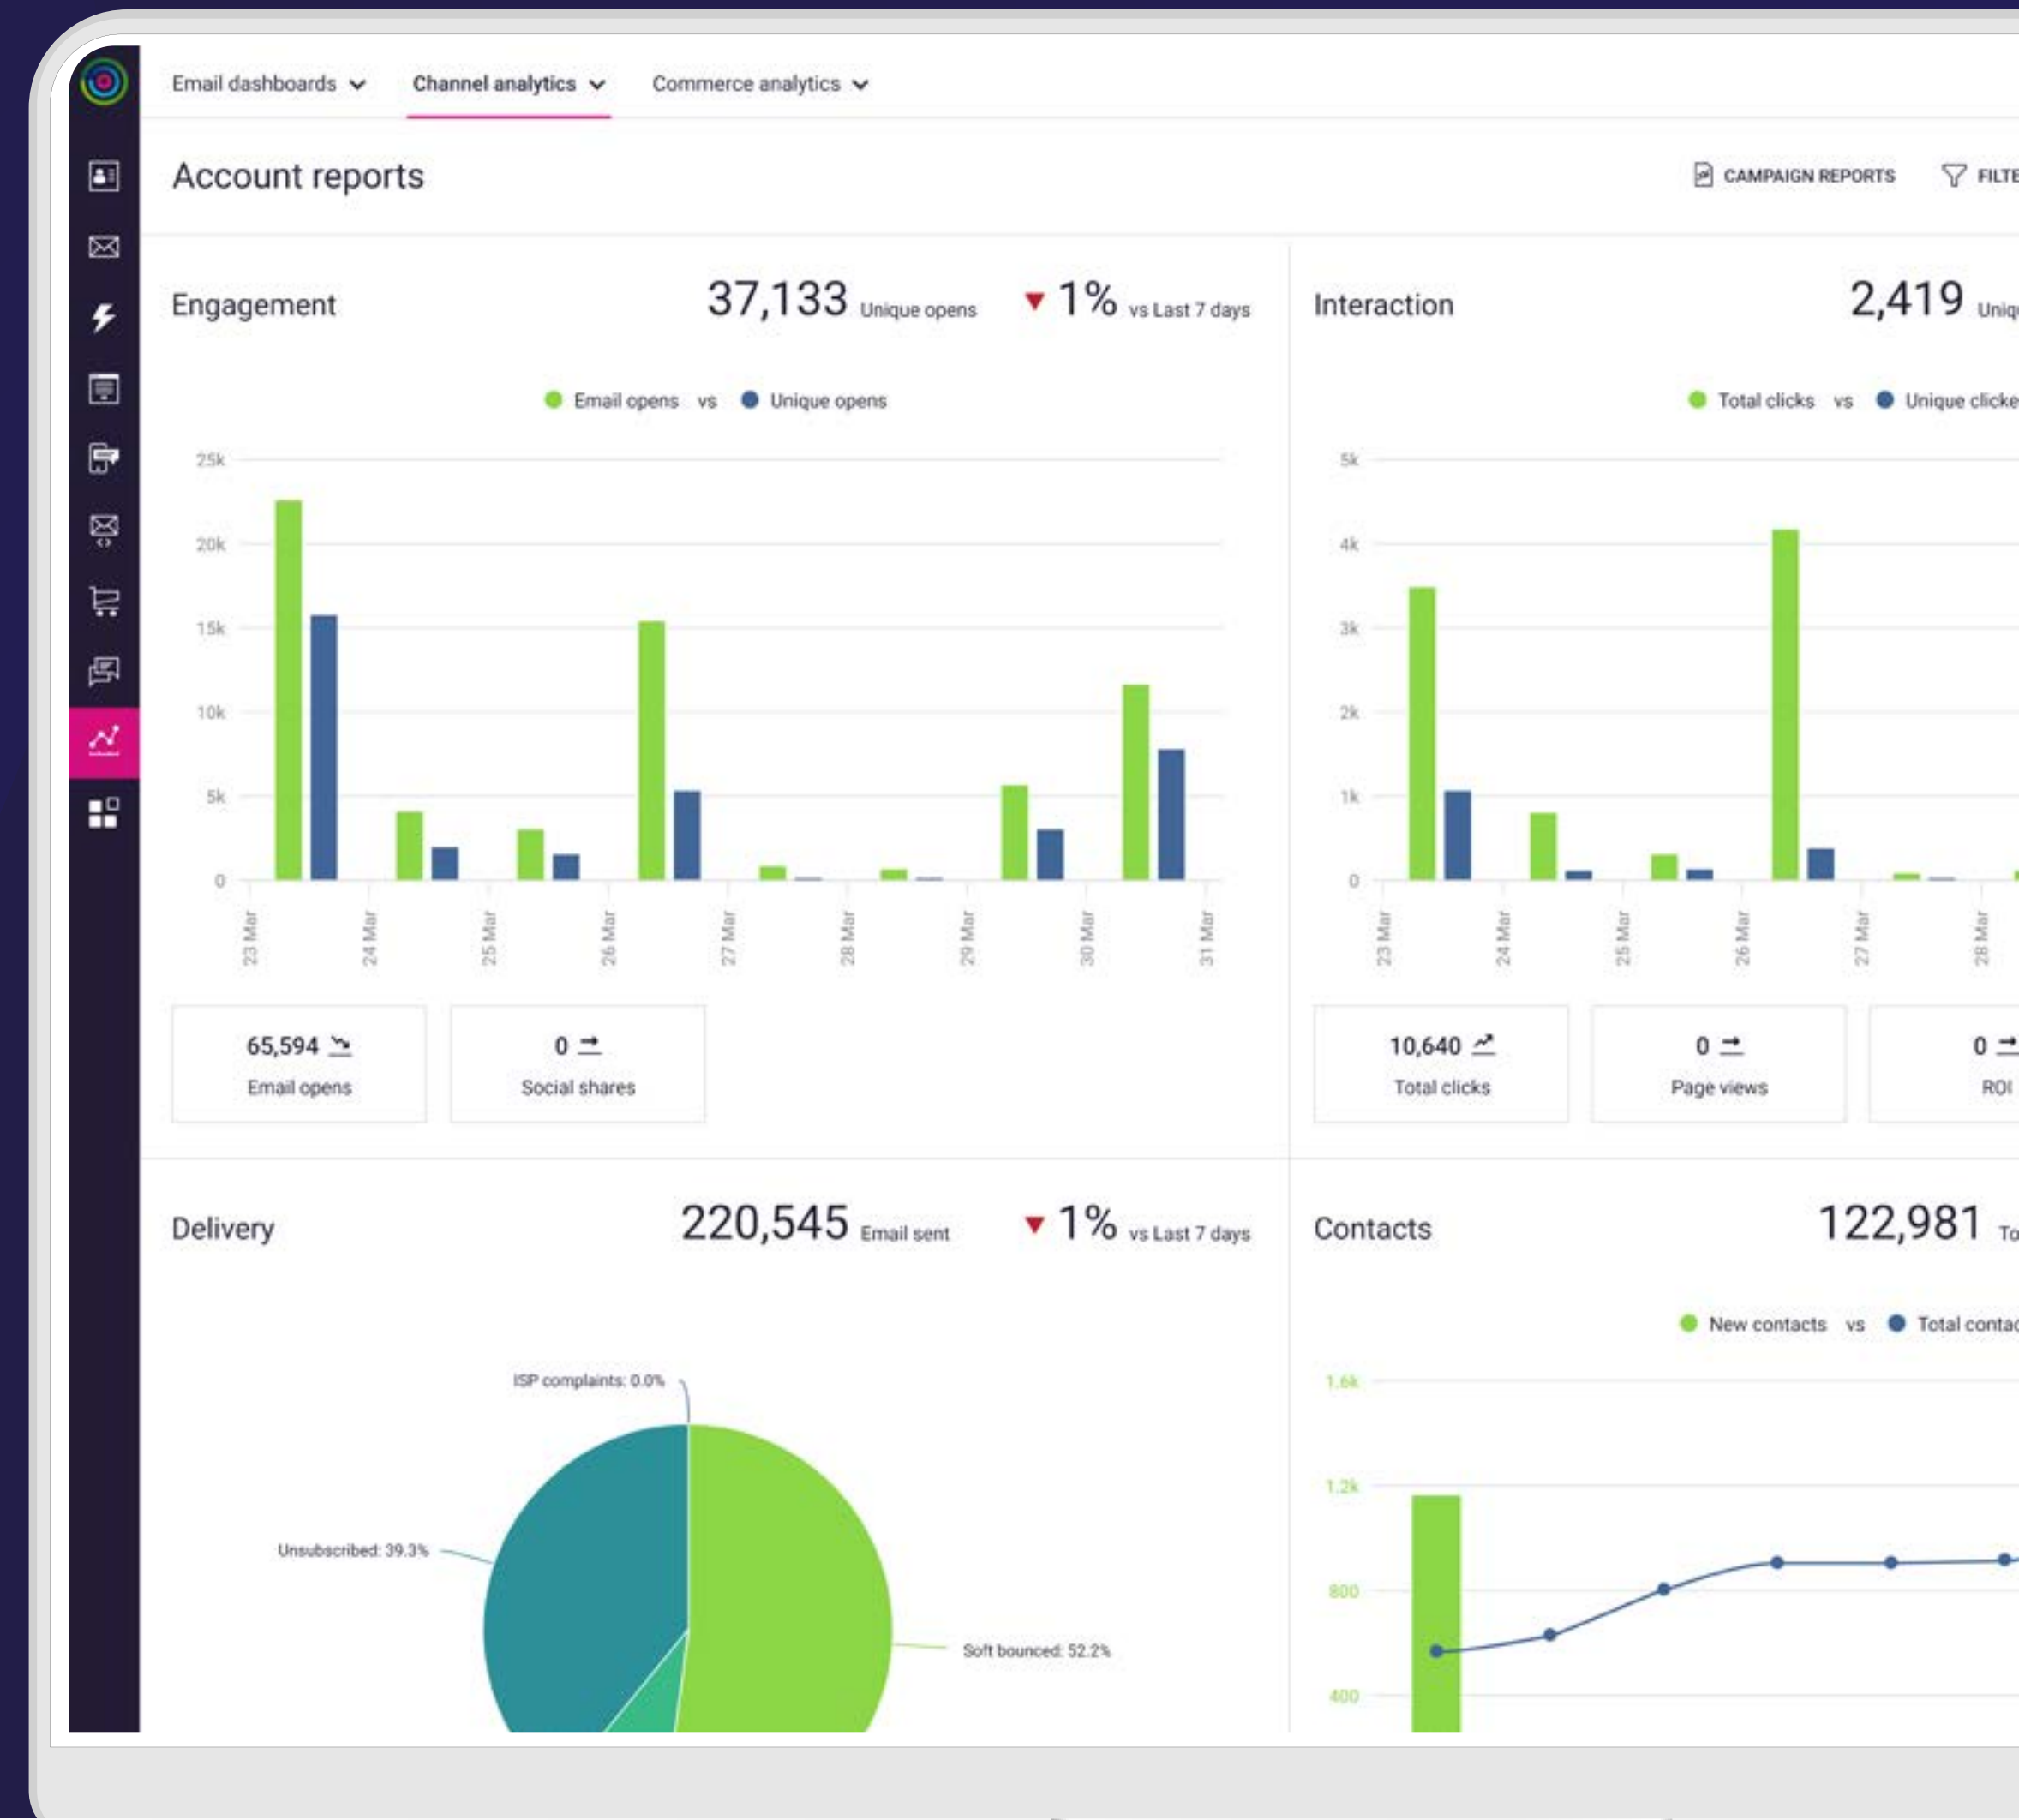 Email dashboards Channel analytics Commerce analytics
Account reports
CAMPAIGN REPORTS
Engagement
37,133 Unique opens
1% vs Last 7 days
Email opens vs Unique opens
25k
20k
15k
10k
5k
0
23 Mar
24 Mar
25 Mar
26 Mar
27 Mar
28 Mar
29 Mar
30 Mar
31 Mar
65,594
Email opens
0
Social shares
Interaction
2,419
Total clicks vs Unique
5k
4k
3k
2k
1k
0
23 Mar
24 Mar
25 Mar
26 Mar
27 Mar
28 Mar
10,640
Total clicks
0
Page views
0
ROI
Delivery
220,545 Email sent
1% vs Last 7 days
ISP complaints: 0.0%
Unsubscribed: 39.3%
Soft bounced: 52.2%
Contacts
122,981
New contacts vs Total
1.6k
1.2k
800
400